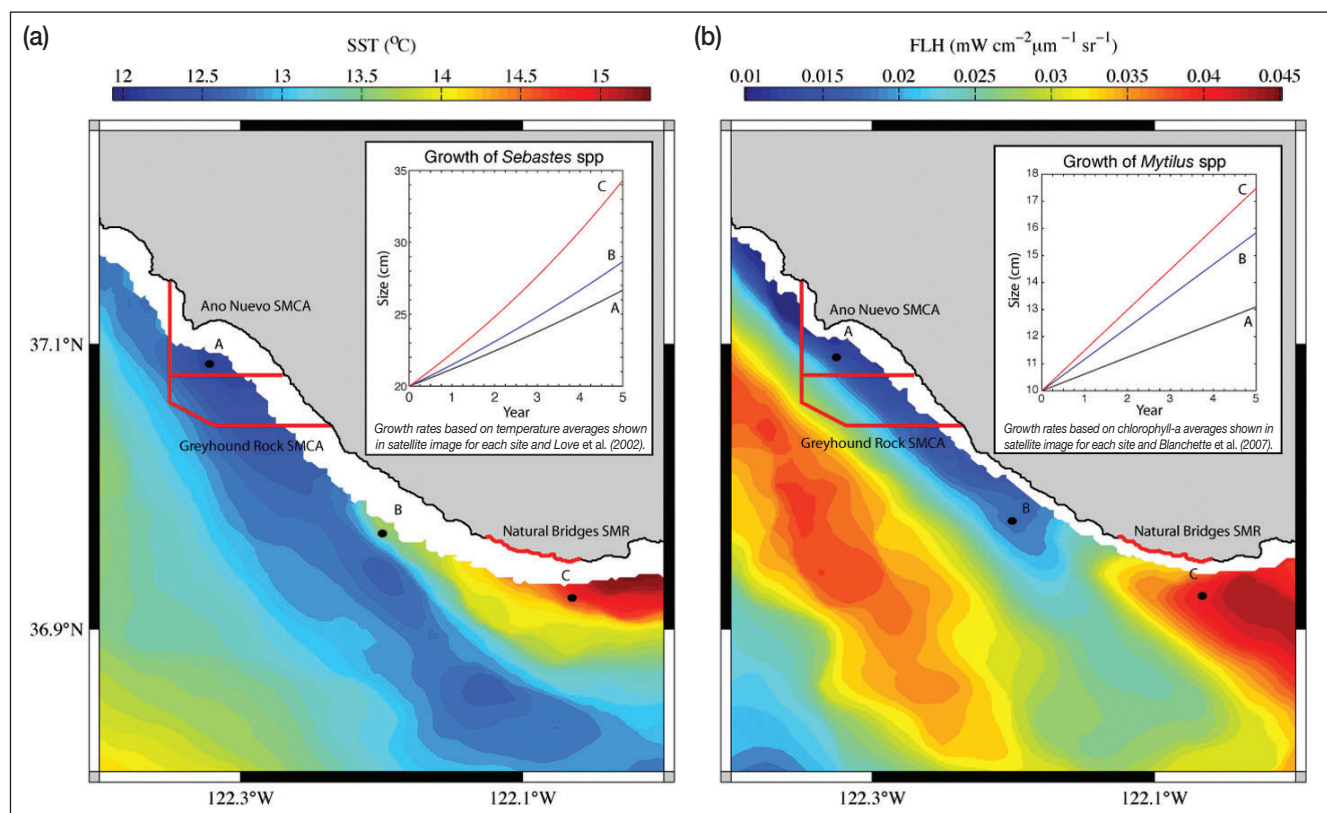 (a)
SST (°C)
12 12.5 13 13.5 14 14.5 15
Growth of Sebastes spp
35
30
25
20
Size (cm)
C
B
A
0 1 2 3 4 5
Year
Growth rates based on temperature averages shown
in satellite image for each site and Love et al. (2002).
Ano Nuevo SMCA
A
Greyhound Rock SMCA
B
Natural Bridges SMR
C
37.1°N
36.9°N
122.3°W 122.1°W
(b)
FLH (mW cm⁻²μm⁻¹ sr⁻¹)
0.01 0.015 0.02 0.025 0.03 0.035 0.04 0.045
Growth of Mytilus spp
18
17
16
15
14
13
12
11
10
Size (cm)
C
B
A
0 1 2 3 4 5
Year
Growth rates based on chlorophyll-a averages shown in
satellite image for each site and Blanchette et al. (2007).
Ano Nuevo SMCA
A
Greyhound Rock SMCA
B
Natural Bridges SMR
C
122.3°W 122.1°W